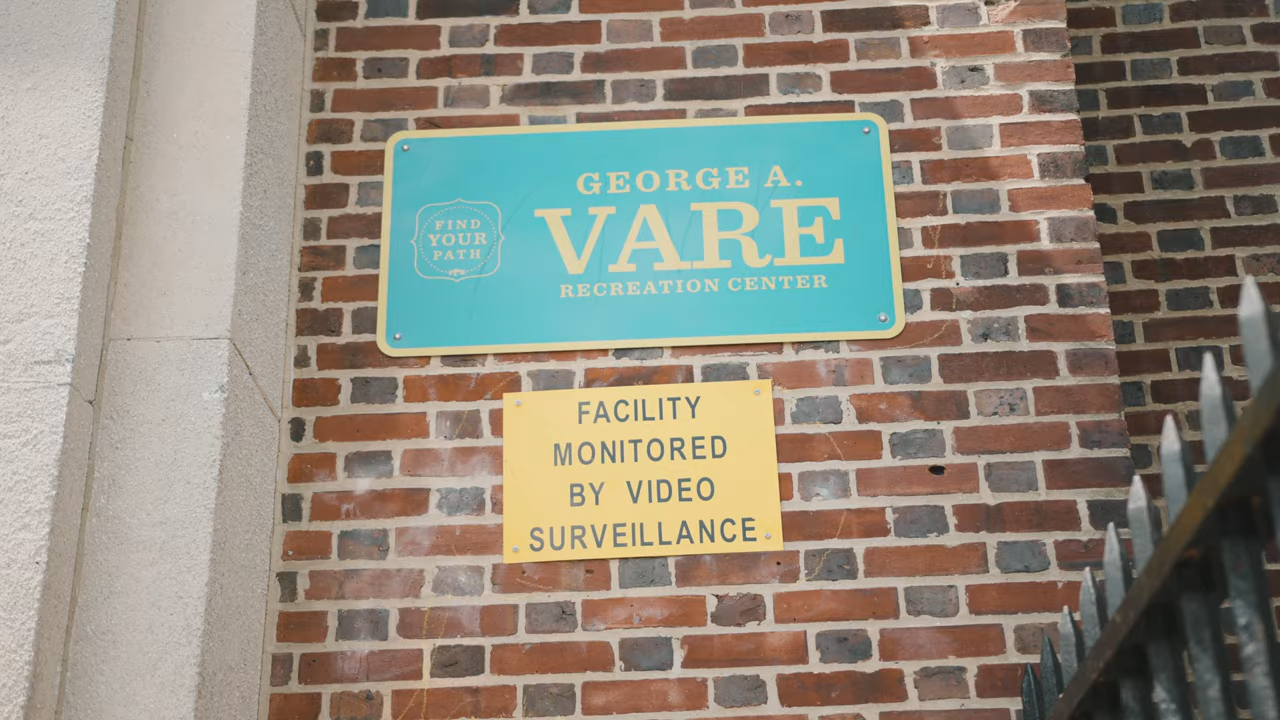 FIND
YOUR
PATH
GEORGE A.
VARE
RECREATION CENTER
FACILITY
MONITORED
BY VIDEO
SURVEILLANCE